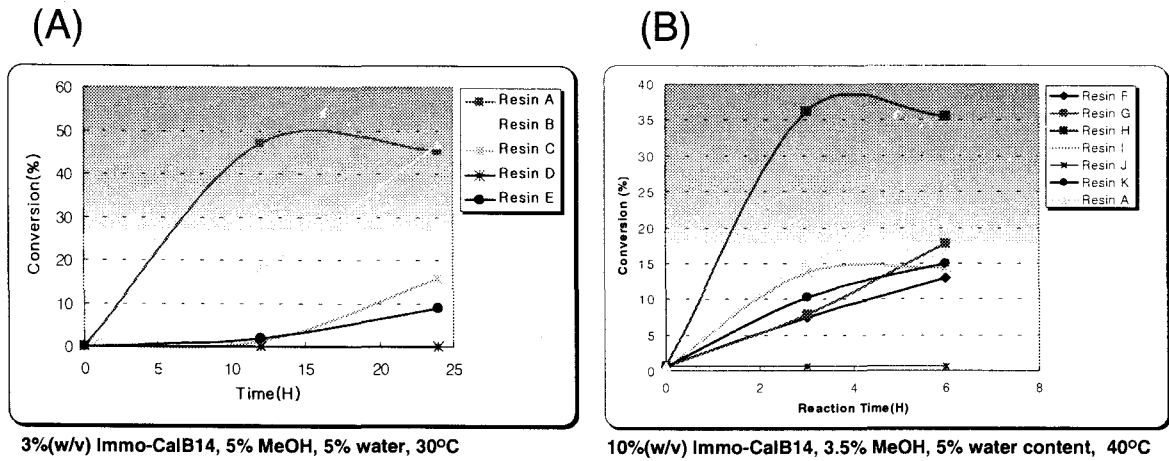 (A)
(B)
60
50
40
30
20
10
0
Conversion(%)
0 5 10 15 20 25
Time(H)
Resin A
Resin B
Resin C
Resin D
Resin E
3%(w/v) Immo-CalB14, 5% MeOH, 5% water, 30ºC
40
35
30
25
20
15
10
5
0
Conversion (%)
0 2 4 6 8
Reaction Time(H)
Resin F
Resin G
Resin H
Resin I
Resin J
Resin K
Resin A
10%(w/v) Immo-CalB14, 3.5% MeOH, 5% water content, 40ºC